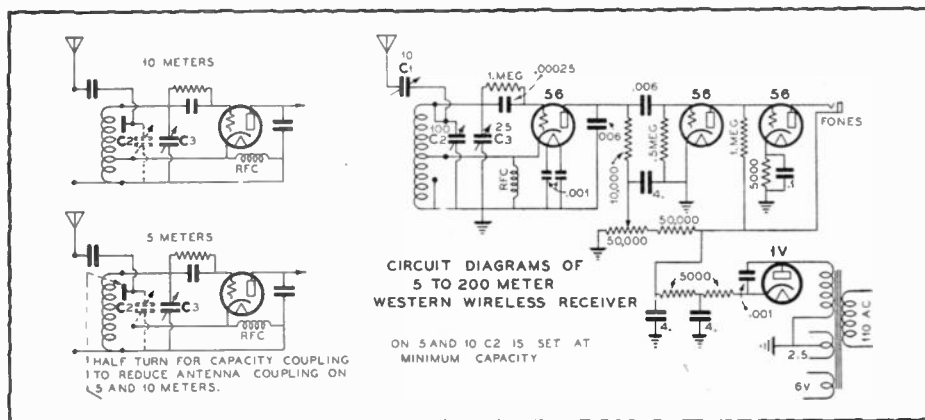 10 METERS
C2
C3
RFC
5 METERS
C2
C3
RFC
HALF TURN FOR CAPACITY COUPLING
TO REDUCE ANTENNA COUPLING ON
5 AND 10 METERS.
10
C1
1.MEG
.00025
56
.006
56
56
FONES
100
C2
25
C3
.006
.5MEG
1.MEG
RFC
.001
10,000
4.
5000
.1
50,000
50,000
CIRCUIT DIAGRAMS OF
5 TO 200 METER
WESTERN WIRELESS RECEIVER
ON 5 AND 10 C2 IS SET AT
MINIMUM CAPACITY
5000
1V
.001
4.
4.
110 AC
2.5
6V